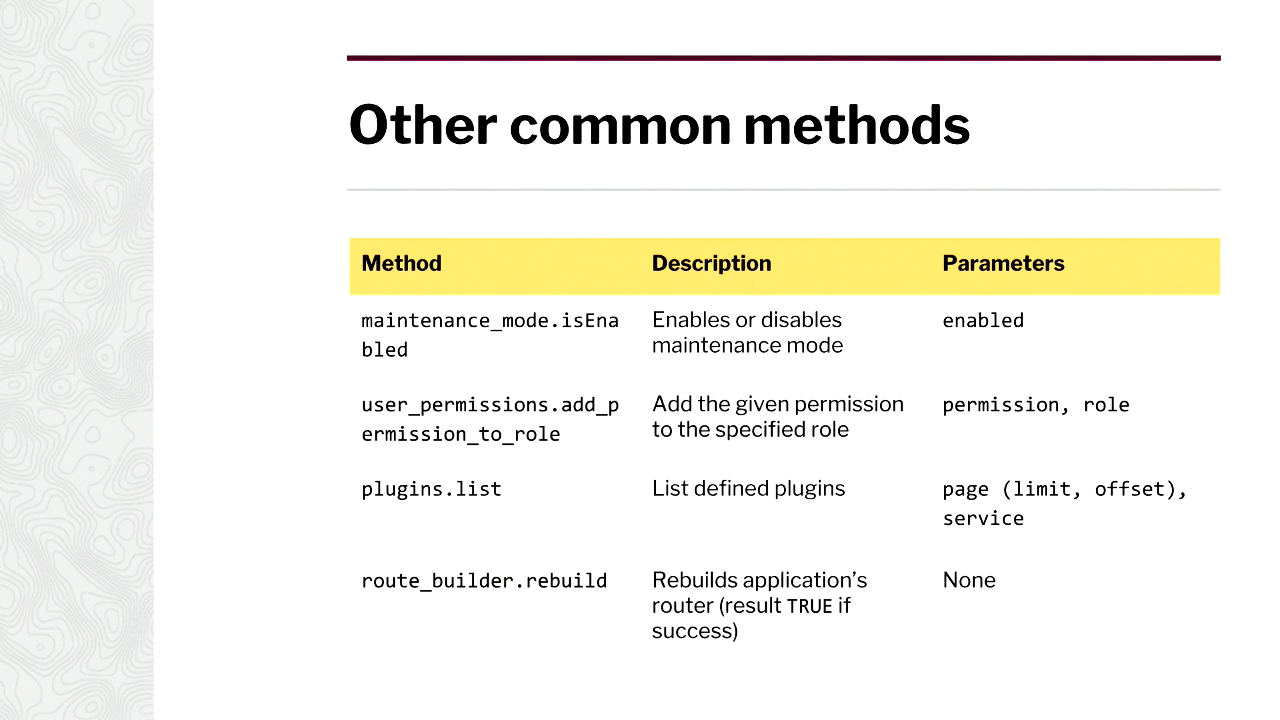 Other common methods
Method Description Parameters
maintenance_mode.isEna
bled
Enables or disables
maintenance mode
enabled
user_permissions.add_p
ermission_to_role
Add the given permission
to the specified role
permission, role
plugins.list
List defined plugins
page (limit, offset),
service
route_builder.rebuild
Rebuilds application’s
router (result TRUE if
success)
None